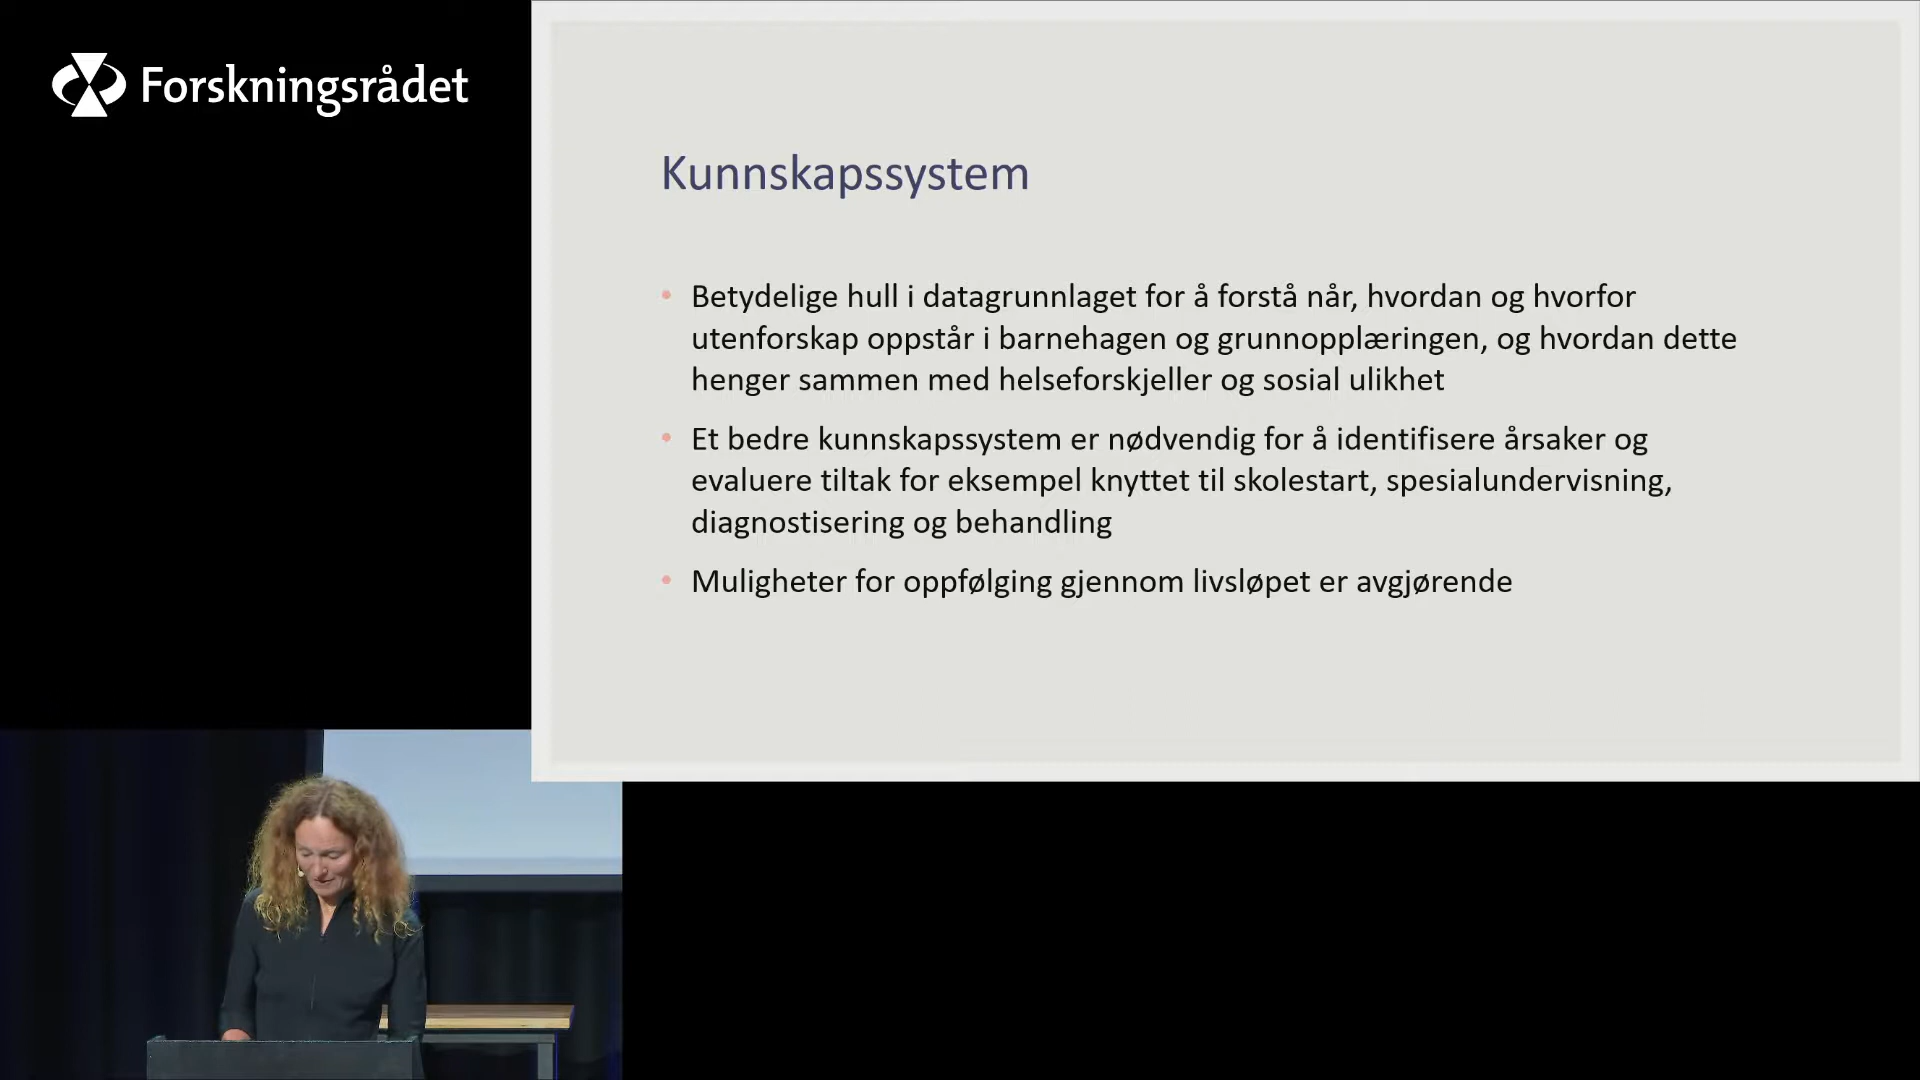 Forskningsrådet
Kunnskapssystem
• Betydelige hull i datagrunnlaget for å forstå når, hvordan og hvorfor
utenforskap oppstår i barnehagen og grunnopplæringen, og hvordan dette
henger sammen med helseforskjeller og sosial ulikhet
• Et bedre kunnskapssystem er nødvendig for å identifisere årsaker og
evaluere tiltak for eksempel knyttet til skolestart, spesialundervisning,
diagnostisering og behandling
• Muligheter for oppfølging gjennom livsløpet er avgjørende